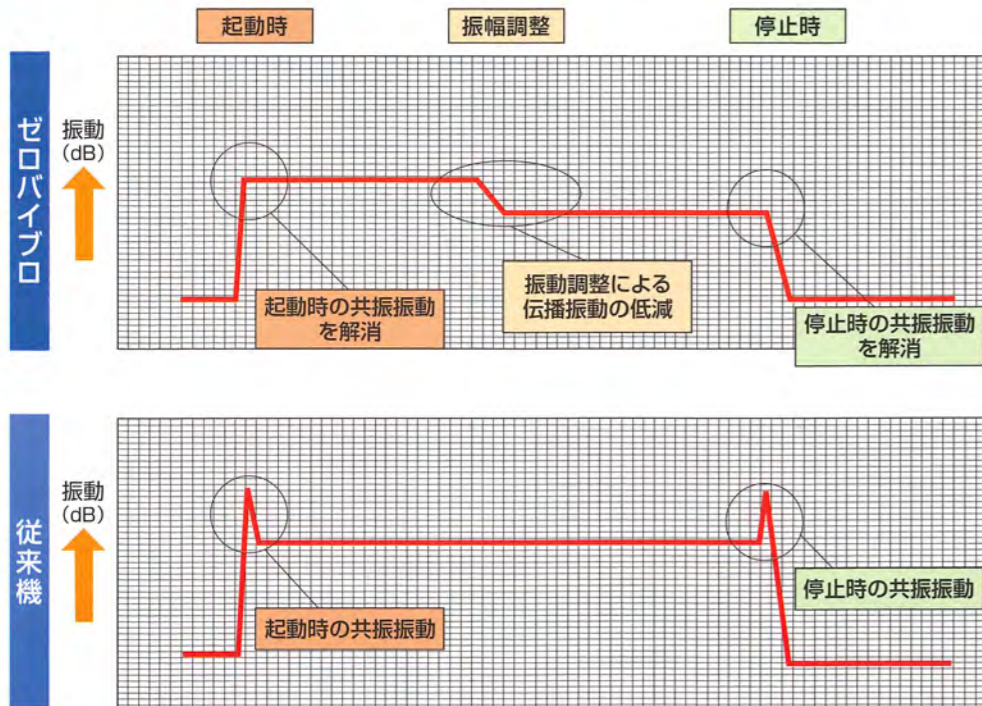 起動時
振幅調整
停止時
ゼロバイブロ
振動
(dB)
起動時の共振振動
を解消
振動調整による
伝播振動の低減
停止時の共振振動
を解消
従来機
振動
(dB)
起動時の共振振動
停止時の共振振動